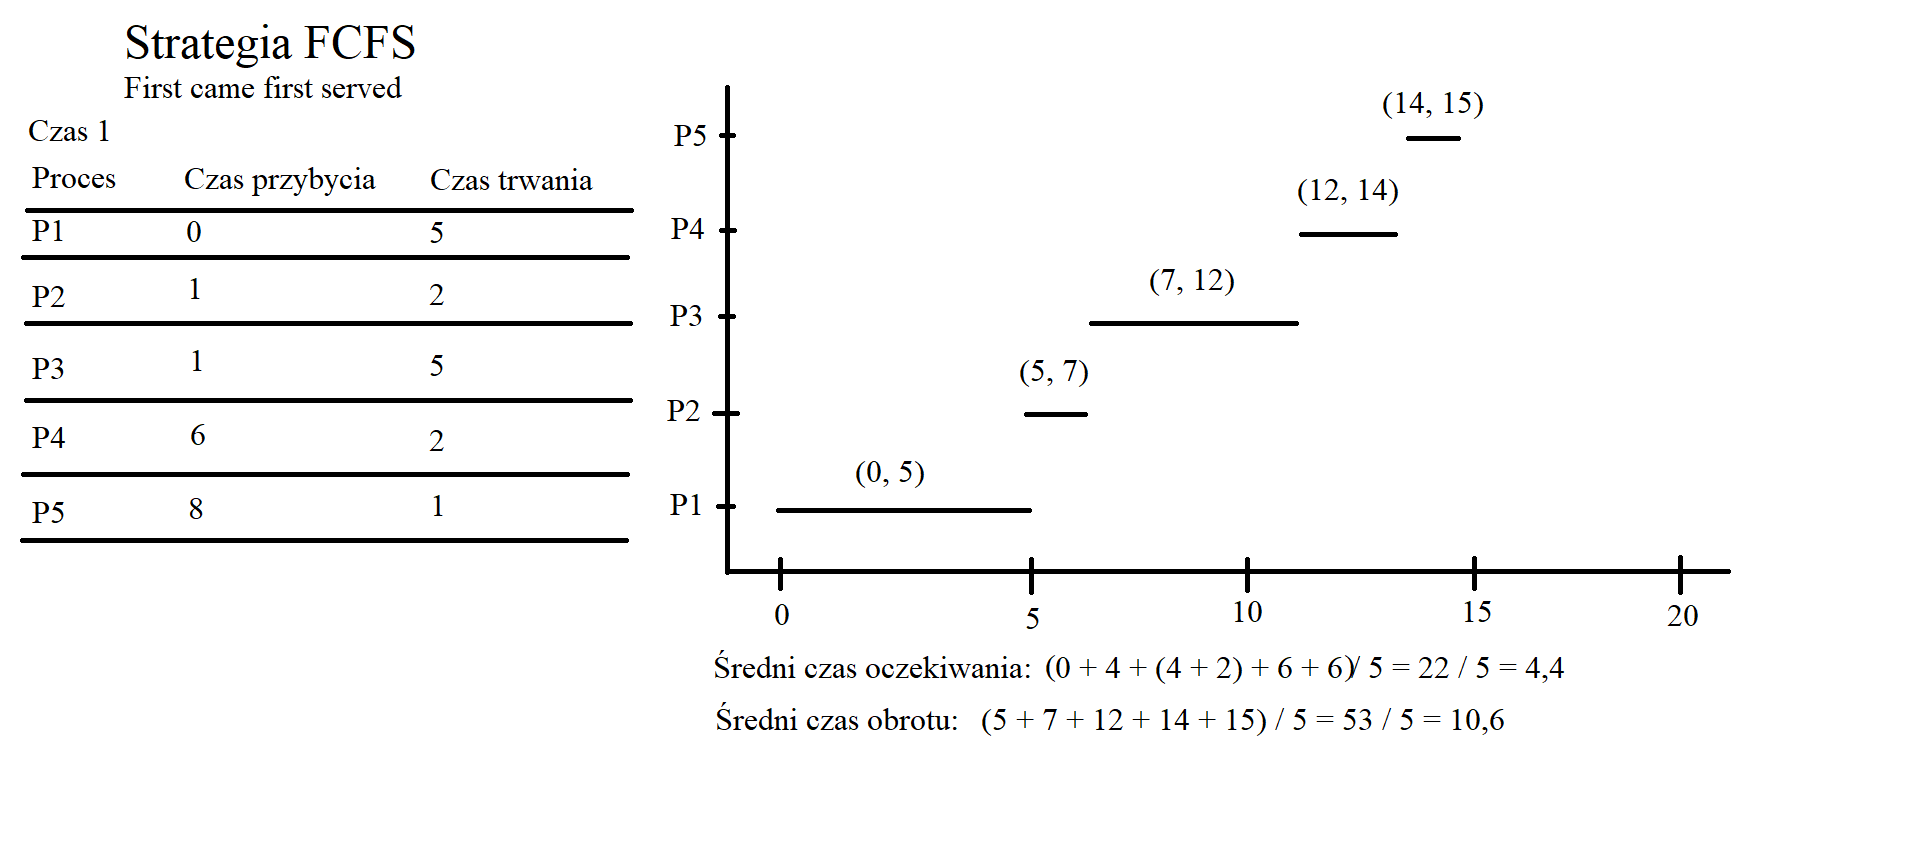 Strategia FCFS
First came first served
Czas 1
Proces Czas przybycia Czas trwania
P1 0 5
P2 1 2
P3 1 5
P4 6 2
P5 8 1
(14, 15)
P5
(12, 14)
P4
(7, 12)
P3
(5, 7)
P2
(0, 5)
P1
0 5 10 15 20
Średni czas oczekiwania: (0 + 4 + (4 + 2) + 6 + 6)/ 5 = 22 / 5 = 4,4
Średni czas obrotu: (5 + 7 + 12 + 14 + 15) / 5 = 53 / 5 = 10,6